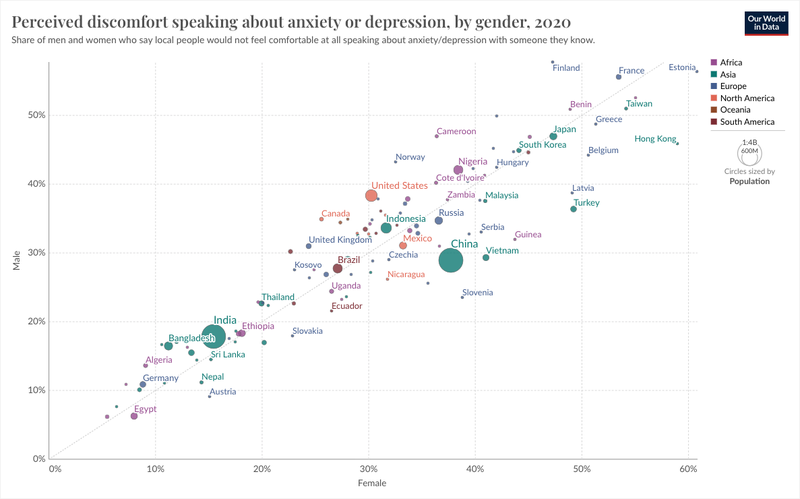 Perceived discomfort speaking about anxiety or depression, by gender, 2020
Share of men and women who say local people would not feel comfortable at all speaking about anxiety/depression with someone they know.
Our World
in Data
Finland
France
Estonia
Benin
Taiwan
Greece
Cameroon
Japan
South Korea
Hong Kong
Belgium
Norway
Nigeria
Hungary
Cote d'Ivoire
United States
Zambia
Malaysia
Latvia
Turkey
Canada
Indonesia
Russia
Serbia
Guinea
United Kingdom
Mexico
China
Vietnam
Czechia
Kosovo
Brazil
Nicaragua
Uganda
Slovenia
Thailand
Ecuador
India
Ethiopia
Slovakia
Bangladesh
Sri Lanka
Algeria
Germany
Nepal
Austria
Egypt
50%
40%
30%
20%
10%
0%
Male
0%
10%
20%
30%
40%
50%
60%
Female
Africa
Asia
Europe
North America
Oceania
South America
1:4B
600M
Circles sized by
Population